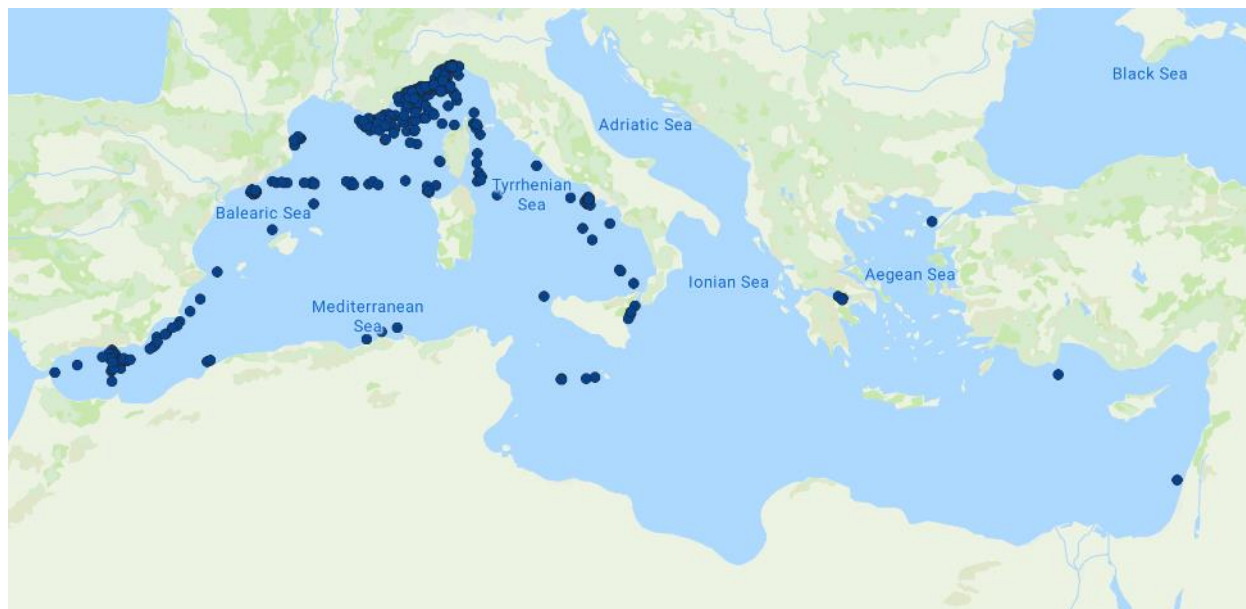 Black Sea
Adriatic Sea
Tyrrhenian
Sea
Balearic Sea
Aegean Sea
Ionian Sea
Mediterranean
Sea